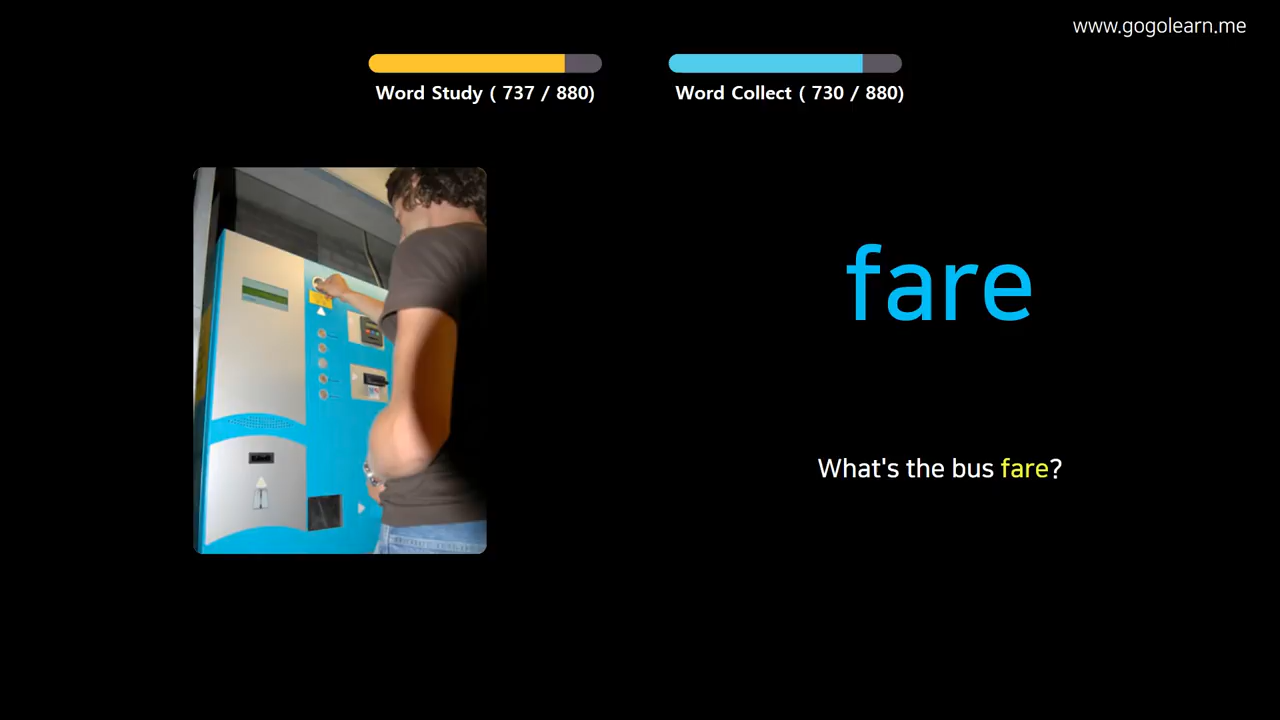 www.gogolearn.me
Word Study ( 737 / 880)
Word Collect ( 730 / 880)
fare
What's the bus fare?